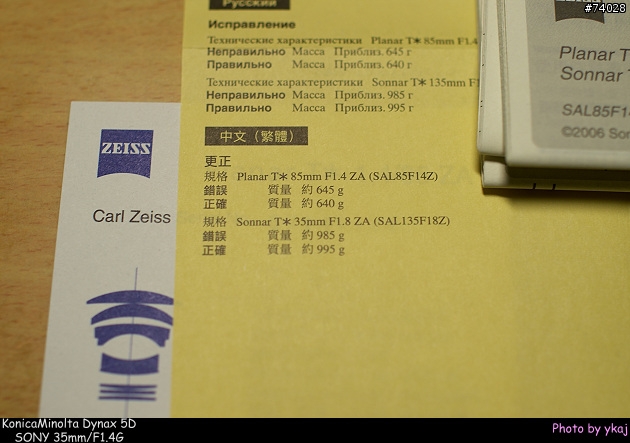 #74028
Русский
Исправление
Технические характеристики Planar T* 85mm F1.4
Неправильно Масса Приблиз. 645 г
Правильно Масса Приблиз. 640 г
Технические характеристики Sonnar T* 135mm F1
Неправильно Масса Приблиз. 985 г
Правильно Масса Приблиз. 995 г
中文（繁體）
更正
規格 Planar T* 85mm F1.4 ZA (SAL85F14Z)
錯誤 質量 約 645 g
正確 質量 約 640 g
規格 Sonnar T* 35mm F1.8 ZA (SAL135F18Z)
錯誤 質量 約 985 g
正確 質量 約 995 g
ZEISS
Carl Zeiss
ZEISS
Planar T
Sonnar
SAL85F1
©2006 Son
KonicaMinolta Dynax 5D
SONY 35mm/F1.4G
Photo by ykaj